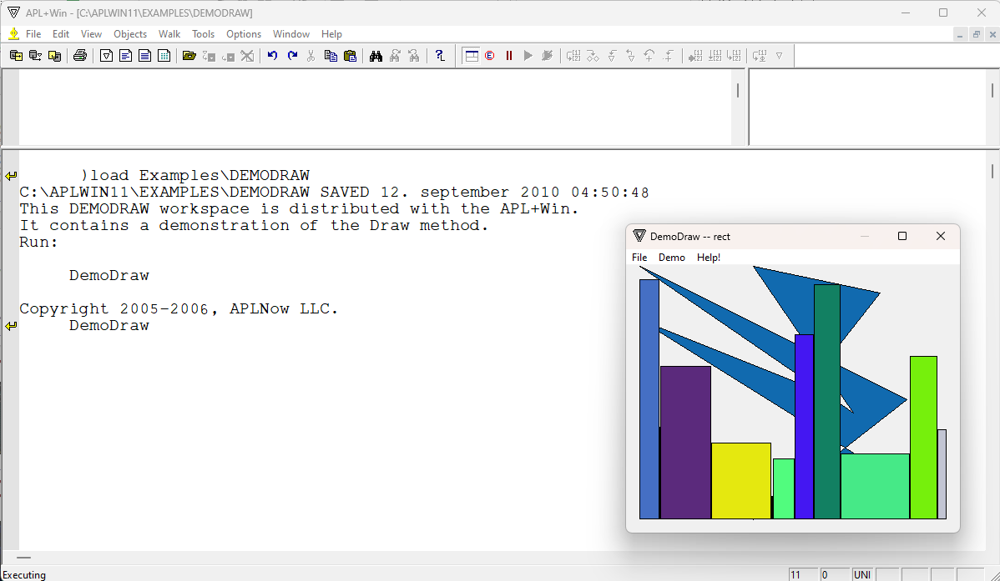 APL+Win - [C:\APLWIN11\EXAMPLES\DEMODRAW]
File Edit View Objects Walk Tools Options Window Help
)load Examples\DEMODRAW
C:\APLWIN11\EXAMPLES\DEMODRAW SAVED 12. september 2010 04:50:48
This DEMODRAW workspace is distributed with the APL+Win.
It contains a demonstration of the Draw method.
Run:
DemoDraw
Copyright 2005-2006, APLNow LLC.
DemoDraw
DemoDraw -- rect
File Demo Help!
Executing
11 0 UNI